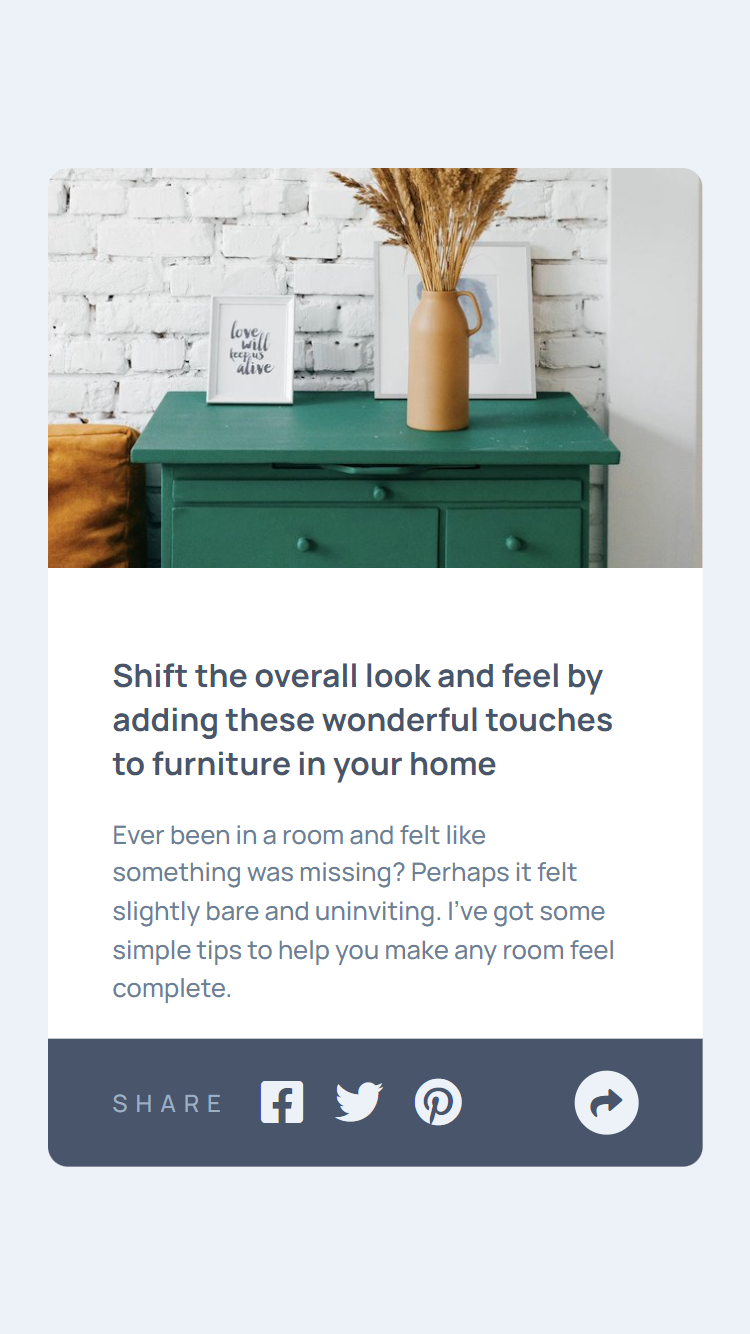 love
will
keep us
alive
Shift the overall look and feel by
adding these wonderful touches
to furniture in your home
Ever been in a room and felt like
something was missing? Perhaps it felt
slightly bare and uninviting. I’ve got some
simple tips to help you make any room feel
complete.
SHARE